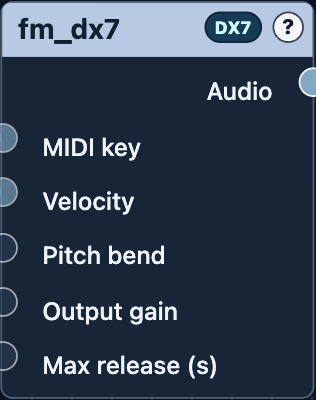 fm_dx7 DX7 ?
Audio
MIDI key
Velocity
Pitch bend
Output gain
Max release (s)